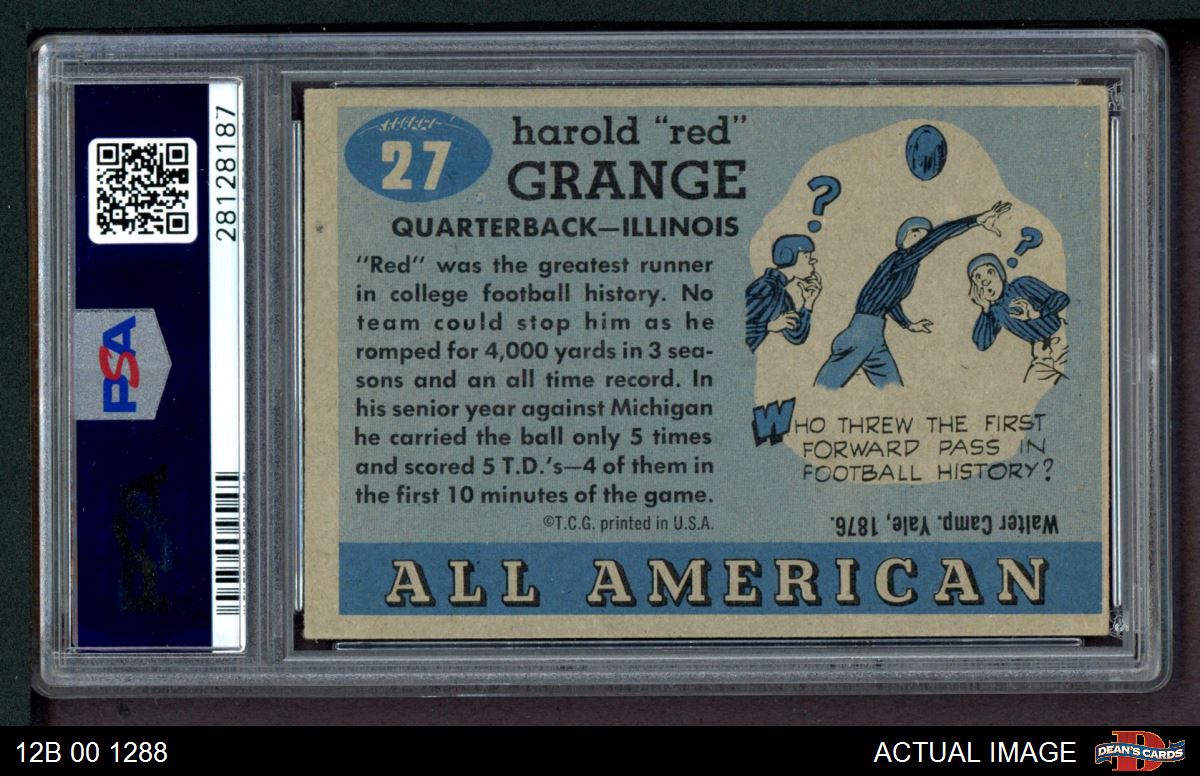 PSA
28128187
27
harold "red"
GRANGE
QUARTERBACK—ILLINOIS
"Red" was the greatest runner
in college football history. No
team could stop him as he
romped for 4,000 yards in 3 sea-
sons and an all time record. In
his senior year against Michigan
he carried the ball only 5 times
and scored 5 T.D.'s—4 of them in
the first 10 minutes of the game.
©T.C.G. printed in U.S.A.
?
?
WHO THREW THE FIRST
FORWARD PASS IN
FOOTBALL HISTORY?
Walter Camp, Yale, 1876.
ALL AMERICAN
PSA
12B 00 1288
ACTUAL IMAGE
DEAN'S CARDS